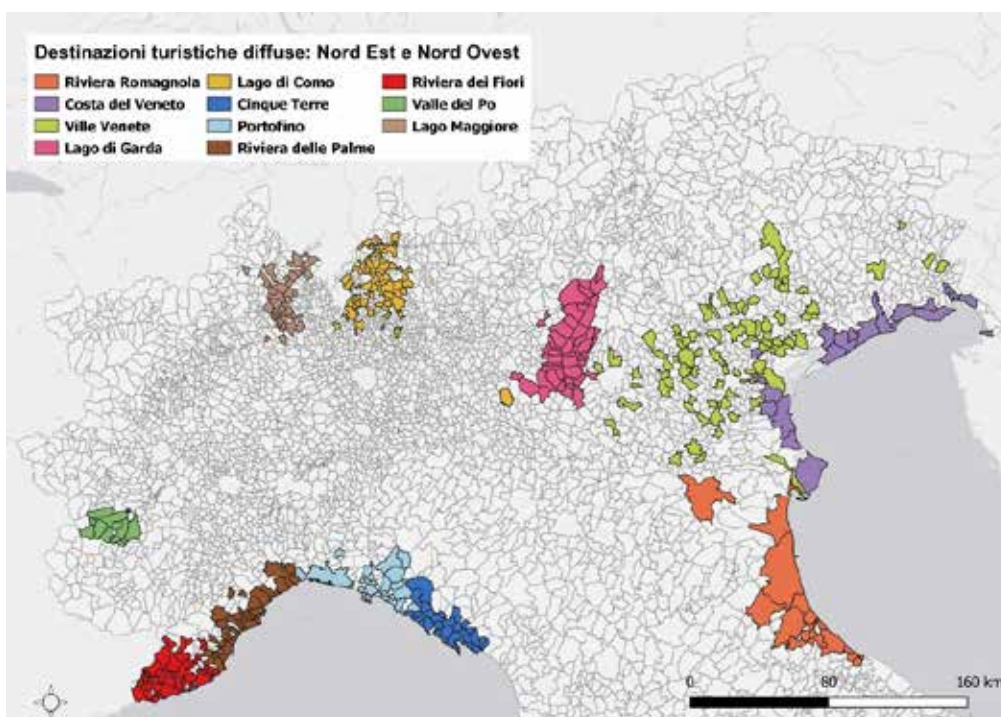 Destinazioni turistiche diffuse: Nord Est e Nord Ovest
Riviera Romagnola Lago di Como Riviera dei Fiori
Costa del Veneto Cinque Terre Valle del Po
Ville Venete Portofino Lago Maggiore
Lago di Garda Riviera delle Palme
0 80 160 km